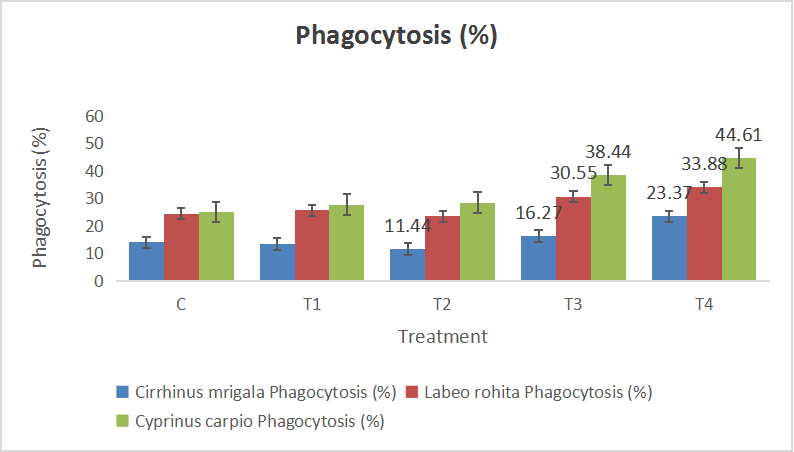 Phagocytosis (%)
Phagocytosis (%)
60
50
40
30
20
10
0
11.44
16.27
30.55
38.44
23.37
33.88
44.61
C T1 T2 T3 T4
Treatment
Cirrhinus mrigala Phagocytosis (%) Labeo rohita Phagocytosis (%)
Cyprinus carpio Phagocytosis (%)